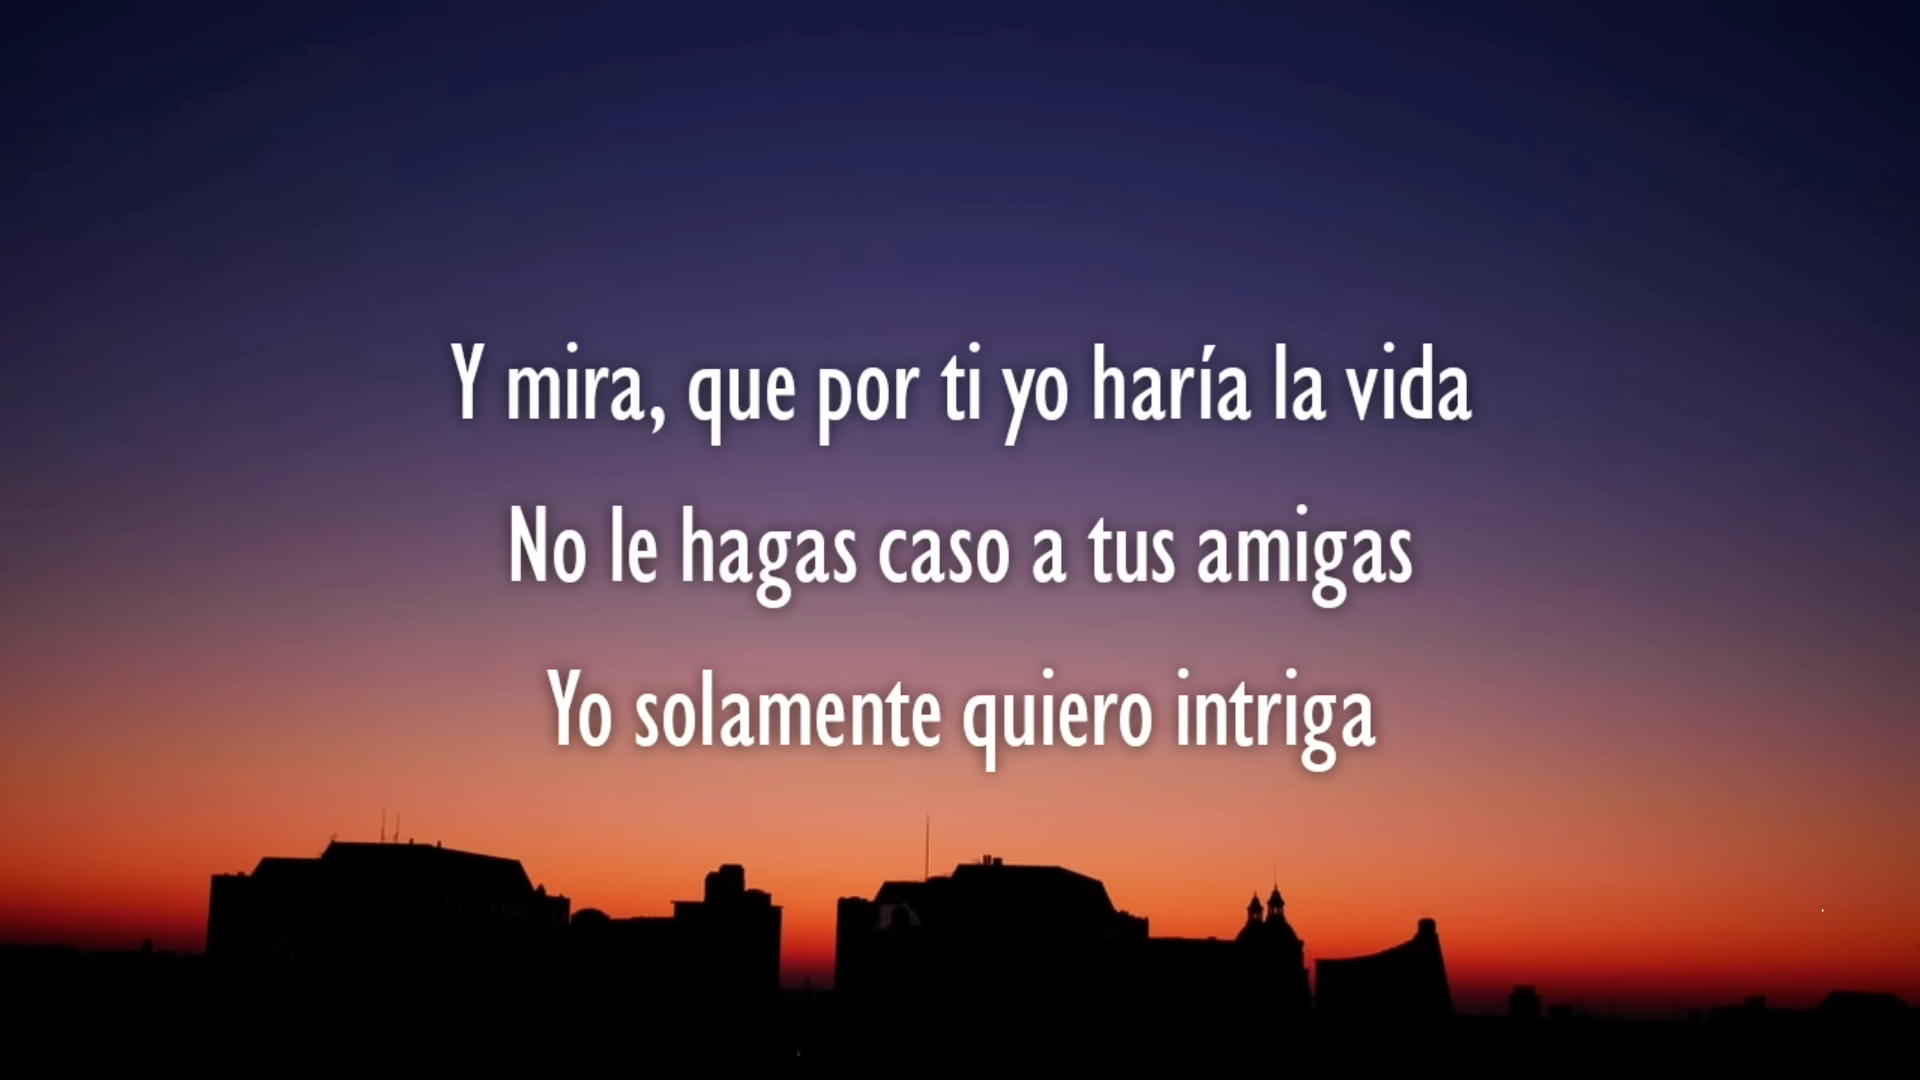 Y mira, que por ti yo haría la vida
No le hagas caso a tus amigas
Yo solamente quiero intriga